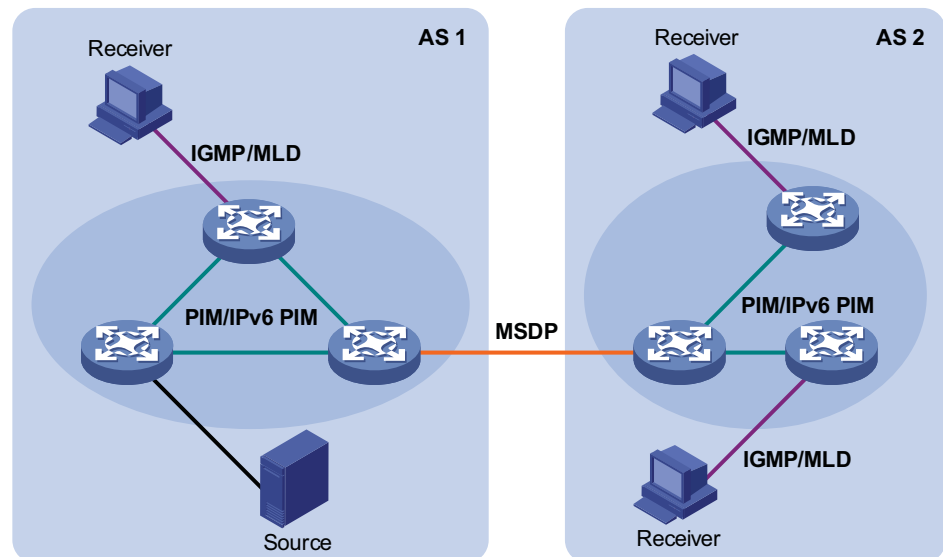 Receiver
AS 1
IGMP/MLD
PIM/IPv6 PIM
Source
MSDP
Receiver
AS 2
IGMP/MLD
PIM/IPv6 PIM
IGMP/MLD
Receiver